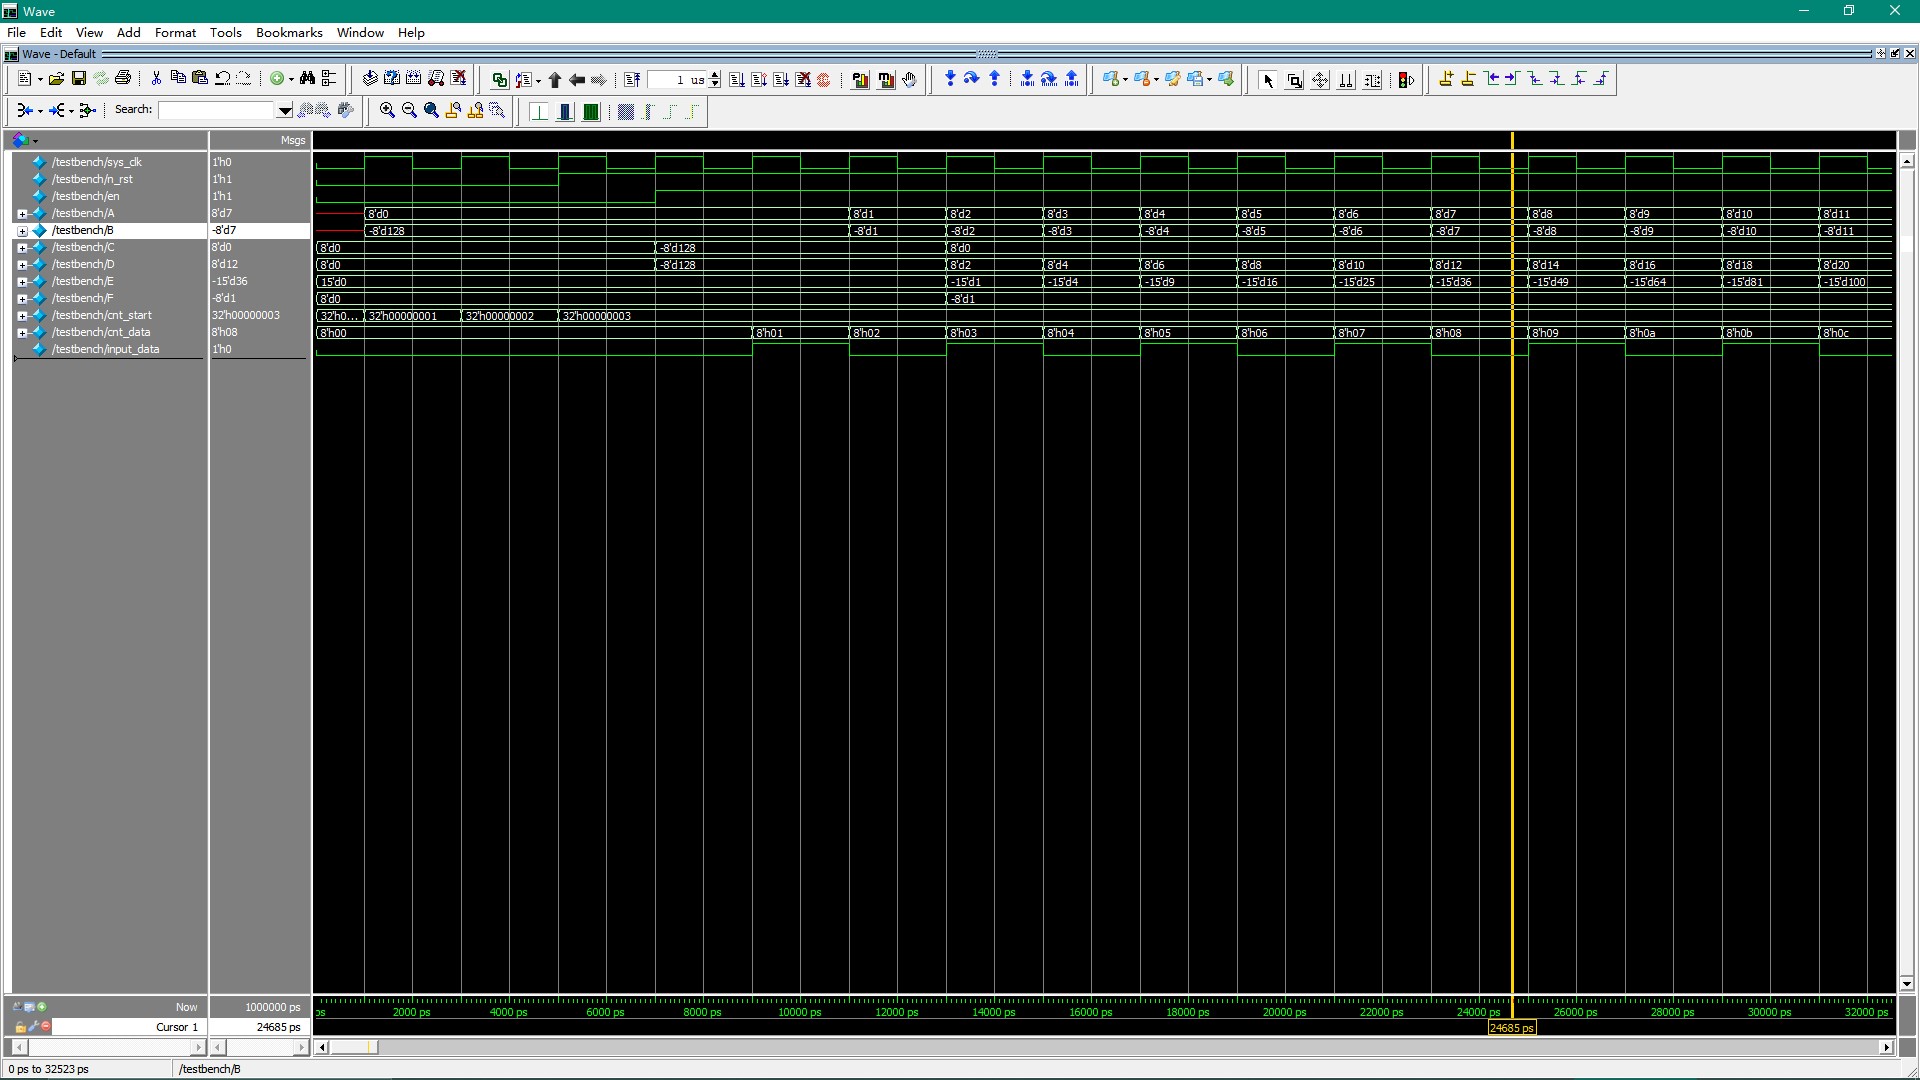 Wave
File Edit View Add Format Tools Bookmarks Window Help
Wave - Default
1 us
Search:
Msgs
/testbench/sys_clk 1'h0
/testbench/n_rst 1'h1
/testbench/en 1'h1
/testbench/A 8'd7 8'd0 8'd1 8'd2 8'd3 8'd4 8'd5 8'd6 8'd7 8'd8 8'd9 8'd10 8'd11
/testbench/B -8'd7 -8'd128 -8'd1 -8'd2 -8'd3 -8'd4 -8'd5 -8'd6 -8'd7 -8'd8 -8'd9 -8'd10 -8'd11
/testbench/C 8'd0 8'd0 -8'd128 8'd0
/testbench/D 8'd12 8'd0 -8'd128 8'd2 8'd4 8'd6 8'd8 8'd10 8'd12 8'd14 8'd16 8'd18 8'd20
/testbench/E -15'd36 15'd0 -15'd1 -15'd4 -15'd9 -15'd16 -15'd25 -15'd36 -15'd49 -15'd64 -15'd81 -15'd100
/testbench/F -8'd1 8'd0 -8'd1
/testbench/cnt_start 32'h00000003 32'h0... 32'h00000001 32'h00000002 32'h00000003
/testbench/cnt_data 8'h08 8'h00 8'h01 8'h02 8'h03 8'h04 8'h05 8'h06 8'h07 8'h08 8'h09 8'h0a 8'h0b 8'h0c
/testbench/input_data 1'h0
Now 1000000 ps ps 2000 ps 4000 ps 6000 ps 8000 ps 10000 ps 12000 ps 14000 ps 16000 ps 18000 ps 20000 ps 22000 ps 24000 ps 26000 ps 28000 ps 30000 ps 32000 ps
Cursor 1 24685 ps 24685 ps
0 ps to 32523 ps /testbench/B